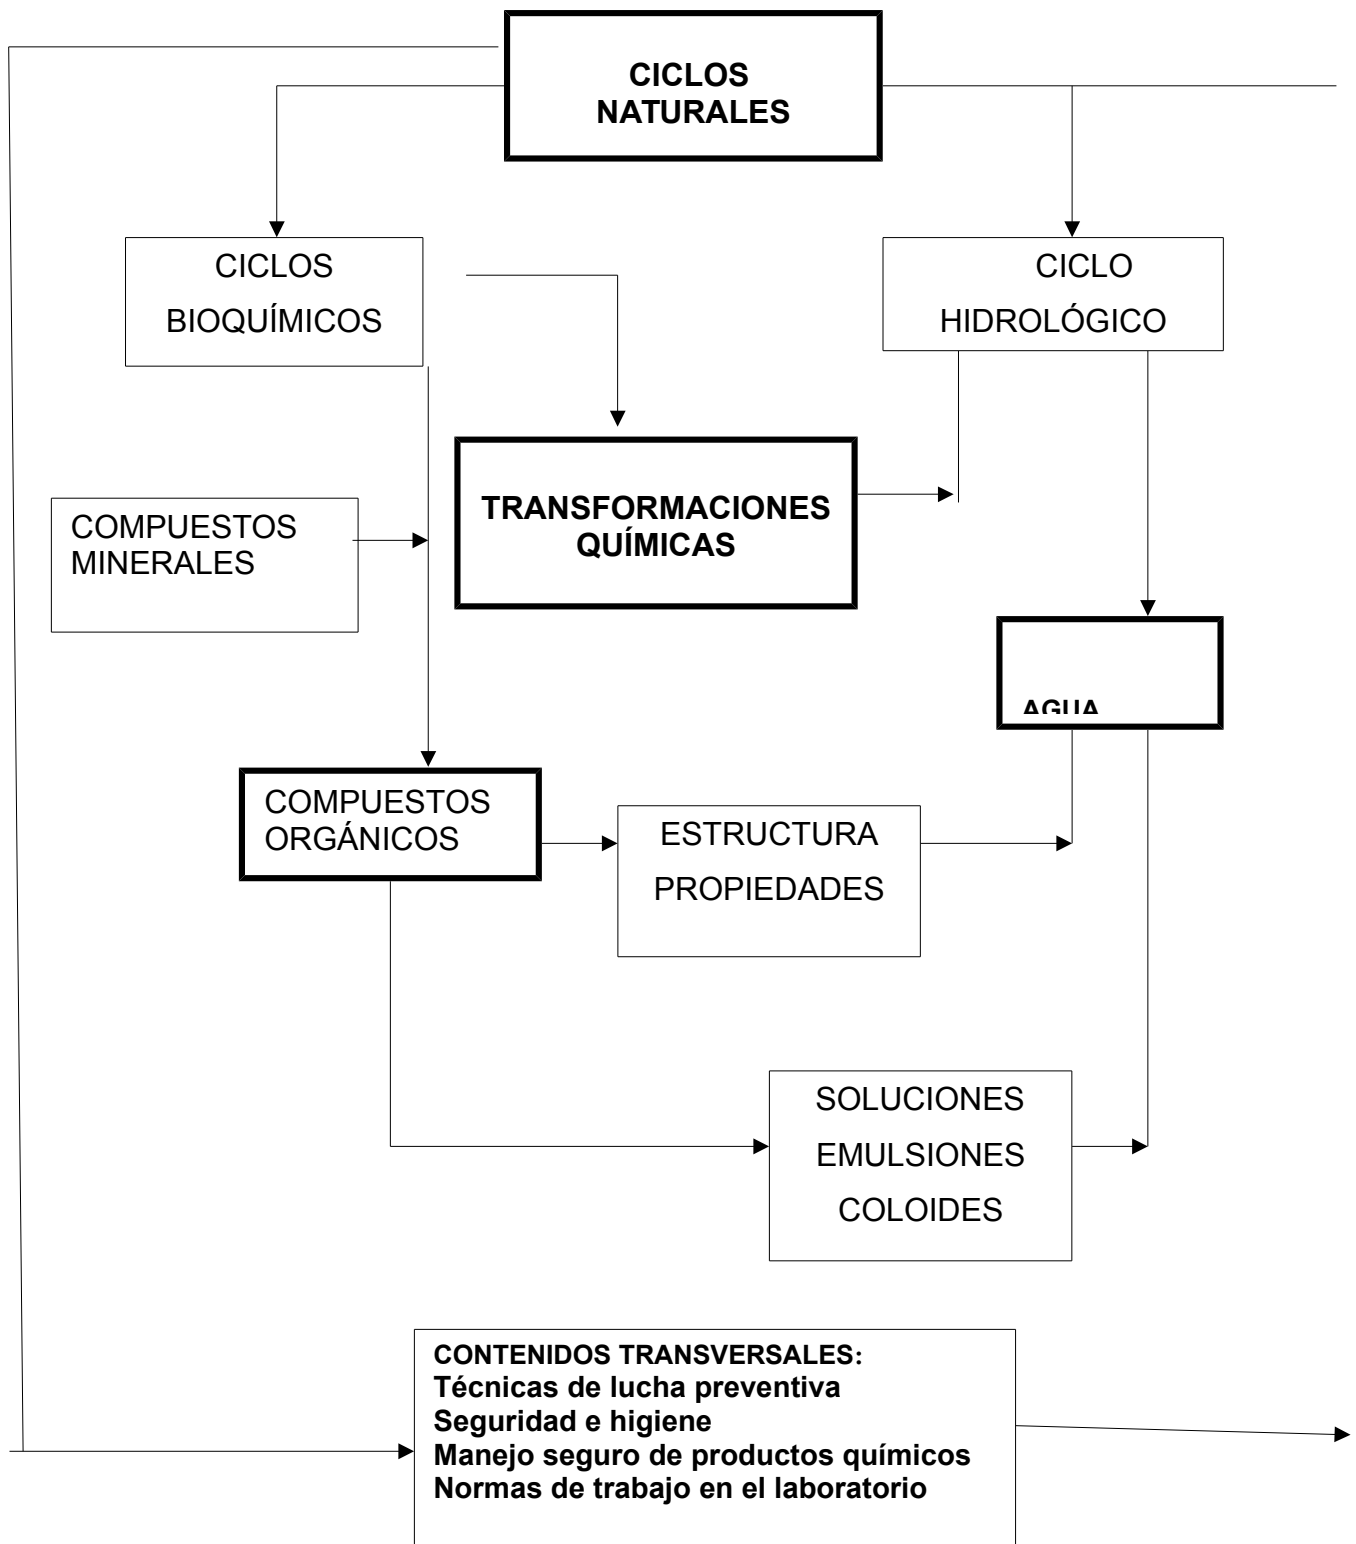 CICLOS
NATURALES
CICLOS
BIOQUÍMICOS
CICLO
HIDROLÓGICO
TRANSFORMACIONES
QUÍMICAS
COMPUESTOS
MINERALES
AGUA
COMPUESTOS
ORGÁNICOS
ESTRUCTURA
PROPIEDADES
SOLUCIONES
EMULSIONES
COLOIDES
CONTENIDOS TRANSVERSALES:
Técnicas de lucha preventiva
Seguridad e higiene
Manejo seguro de productos químicos
Normas de trabajo en el laboratorio